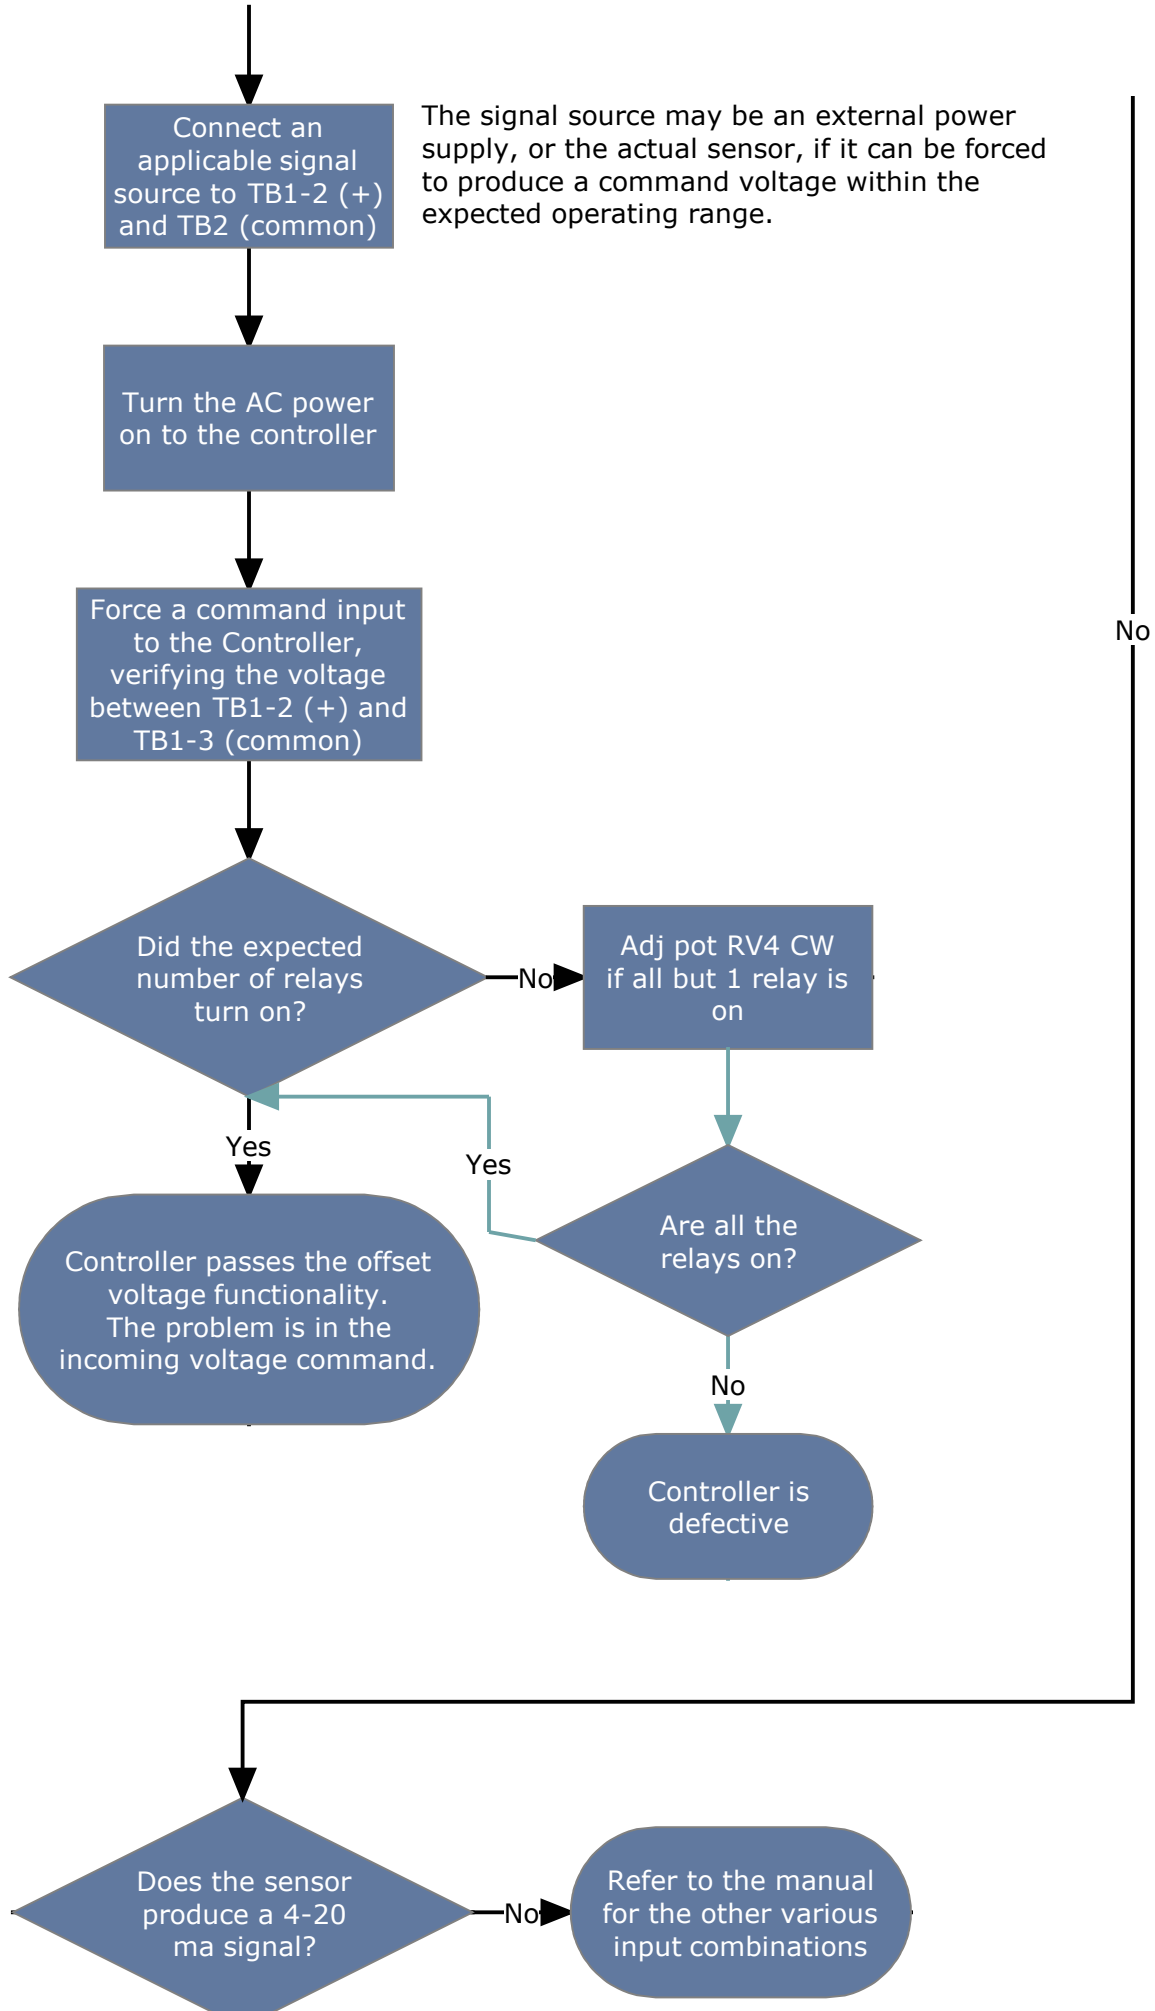 Connect an
applicable signal
source to TB1-2 (+)
and TB2 (common)
The signal source may be an external power
supply, or the actual sensor, if it can be forced
to produce a command voltage within the
expected operating range.
Turn the AC power
on to the controller
Force a command input
to the Controller,
verifying the voltage
between TB1-2 (+) and
TB1-3 (common)
No
Did the expected
number of relays
turn on?
No
Adj pot RV4 CW
if all but 1 relay is
on
Yes
Yes
Are all the
relays on?
Controller passes the offset
voltage functionality.
The problem is in the
incoming voltage command.
No
Controller is
defective
Does the sensor
produce a 4-20
ma signal?
No
Refer to the manual
for the other various
input combinations